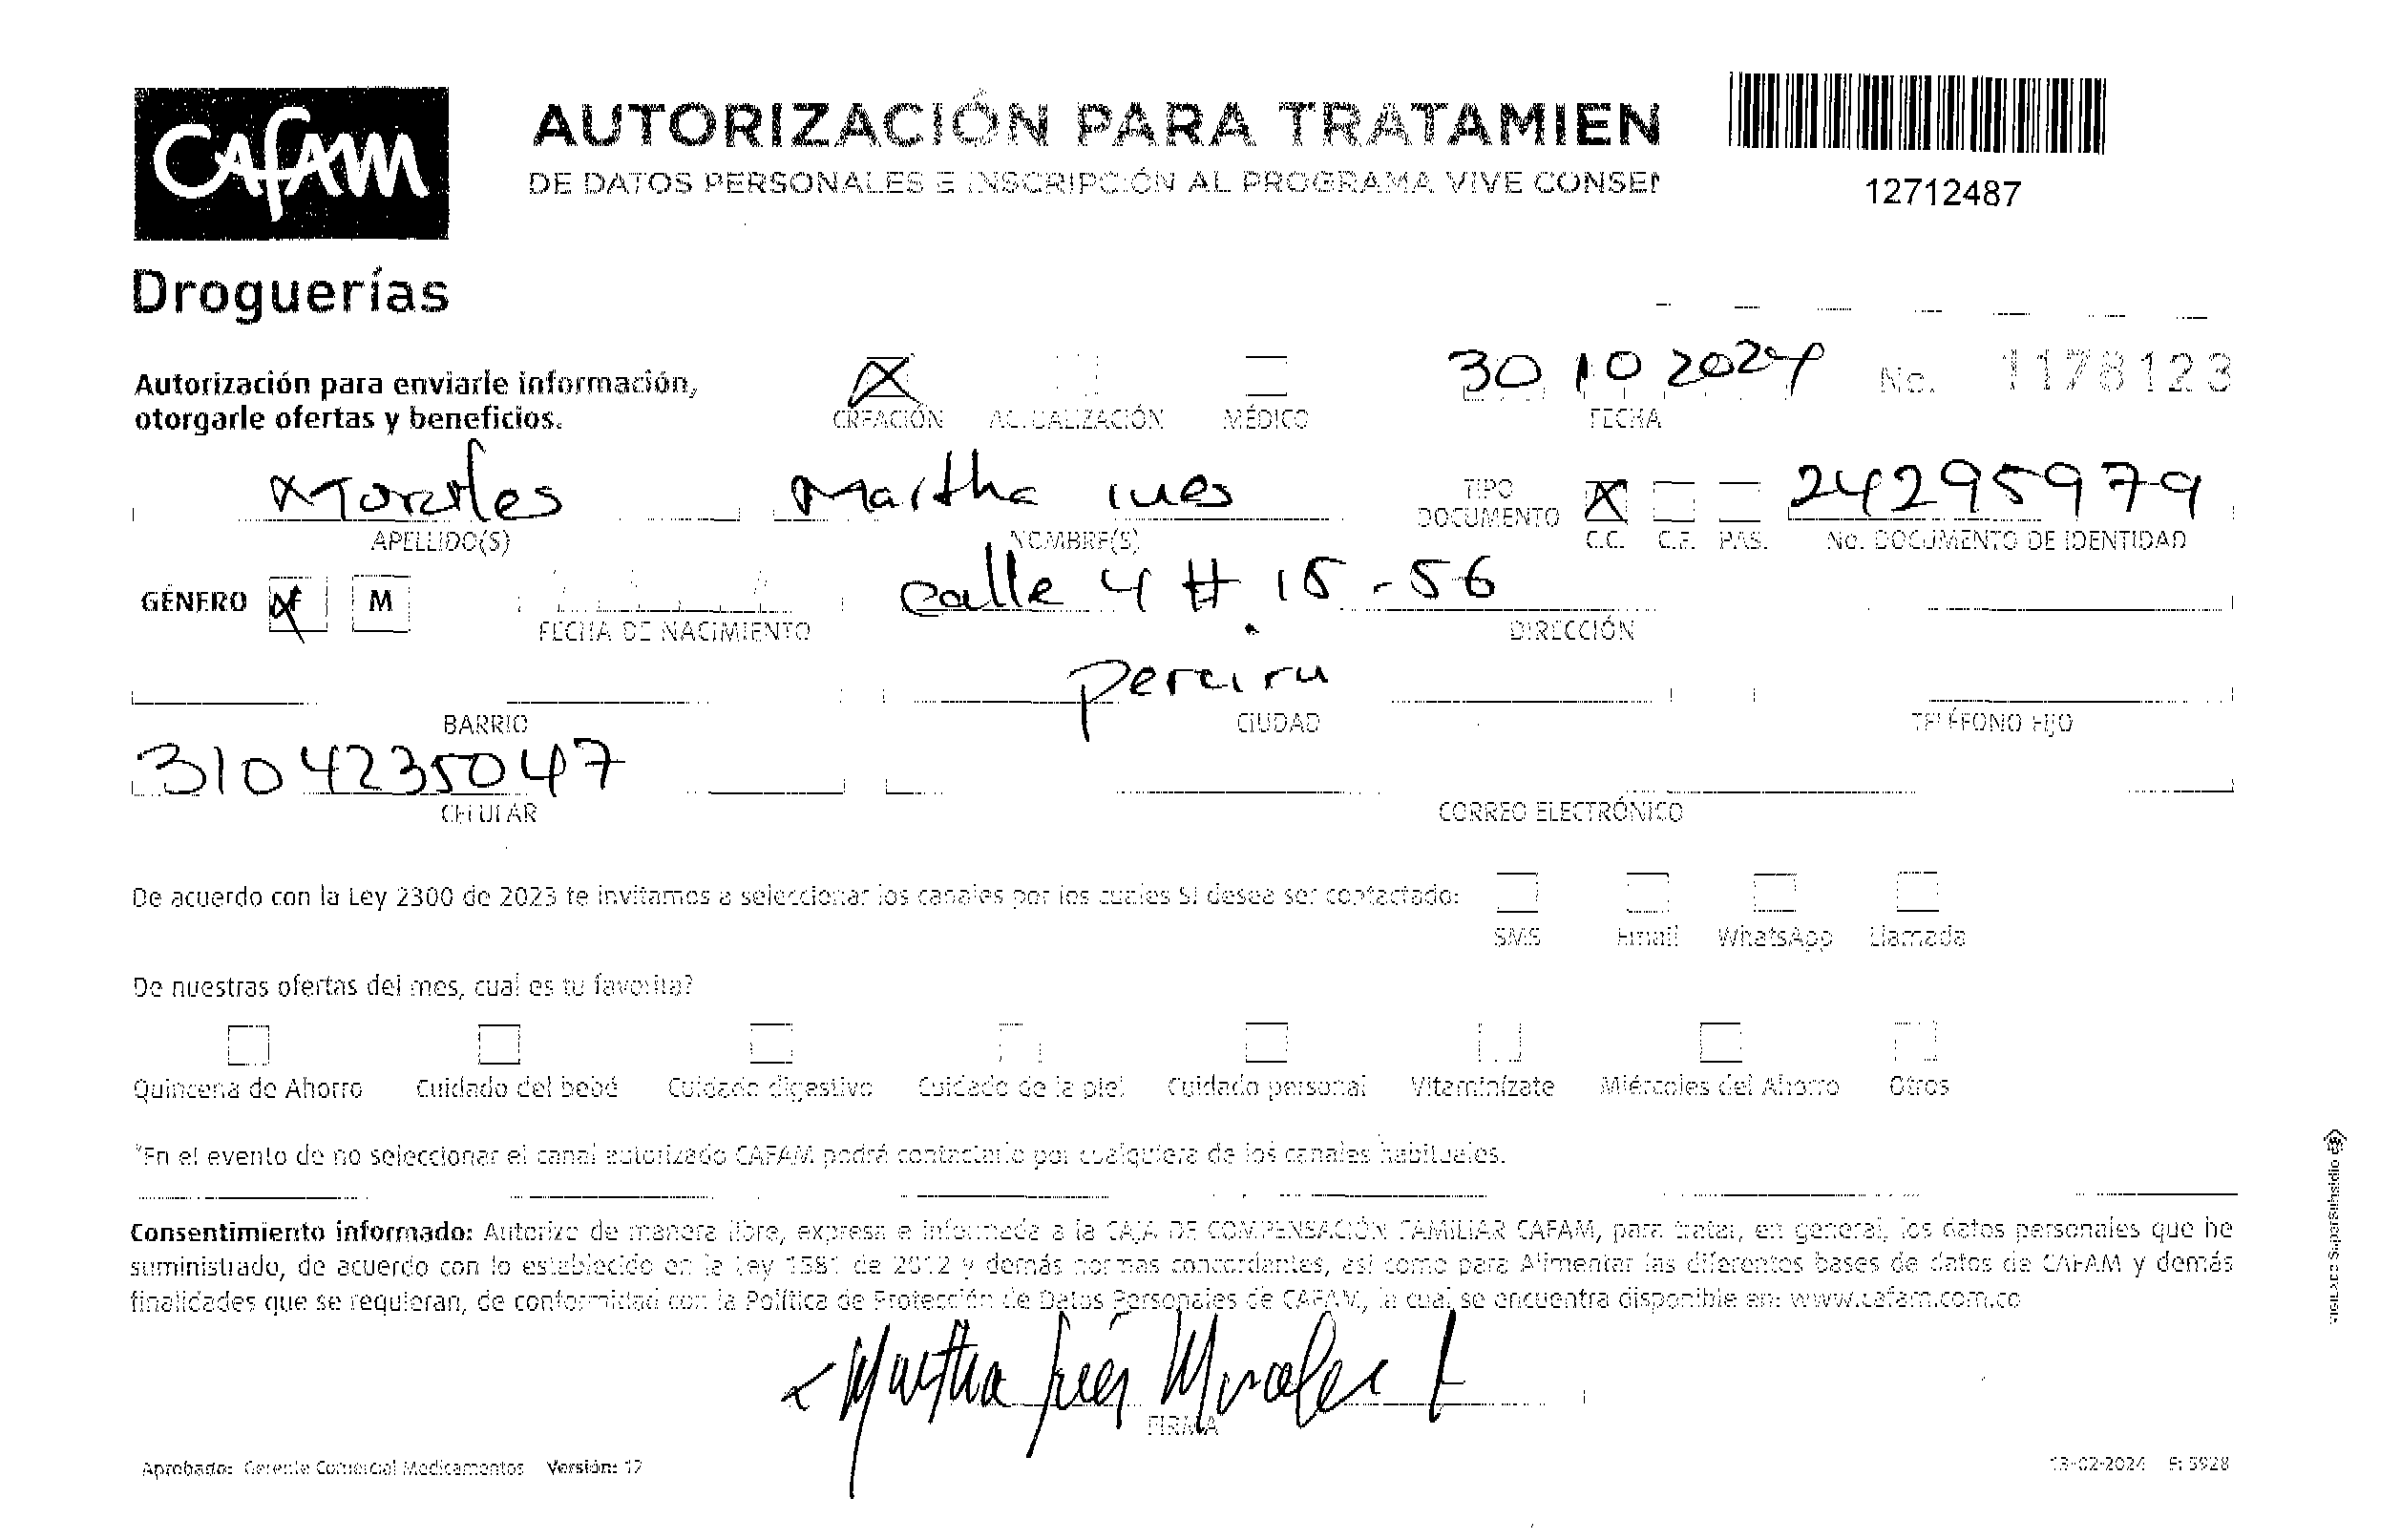 CAFAM
AUTORIZACIÓN PARA TRATAMIEN
DE DATOS PERSONALES E INSCRIPCIÓN AL PROGRAMA VIVE CONSEN
12712487
Droguerías
Autorización para enviarle información,
otorgarle ofertas y beneficios.
CREACIÓN ACTUALIZACIÓN MÉDICO
30 10 2024 No. 1178123
FECHA
Morales Martha ines TIPO DOCUMENTO 24295979
APELLIDO(S) NOMBRE(S) C.C. C.E. PAS. No. DOCUMENTO DE IDENTIDAD
GÉNERO F M calle 4 # 15 - 56
FECHA DE NACIMIENTO DIRECCIÓN
Pereira
BARRIO CIUDAD TELÉFONO FIJO
3104235047
CELULAR CORREO ELECTRÓNICO
De acuerdo con la Ley 2300 de 2023 te invitamos a seleccionar los canales por los cuales SI desea ser contactado:
SMS Email WhatsApp Llamada
De nuestras ofertas del mes, cual es tu favorita?
Quincena de Ahorro Cuidado del bebé Cuidado digestivo Cuidado de la piel Cuidado personal Vitaminízate Miércoles del Ahorro Otros
*En el evento de no seleccionar el canal autorizado CAFAM podrá contactarlo por cualquiera de los canales habituales.
Consentimiento informado: Autorizo de manera libre, expresa e informada a la CAJA DE COMPENSACIÓN FAMILIAR CAFAM, para tratar, en general, los datos personales que he
suministrado, de acuerdo con lo establecido en la Ley 1581 de 2012 y demás normas concordantes, así como para Alimentar las diferentes bases de datos de CAFAM y demás
finalidades que se requieran, de conformidad con la Política de Protección de Datos Personales de CAFAM, la cual se encuentra disponible en: www.cafam.com.co
Martha Inés Morales L
FIRMA
Aprobado: Gerente Comercial Medicamentos Versión: 12
13-02-2024 F: 5928
VIGILADO SuperSubsidio